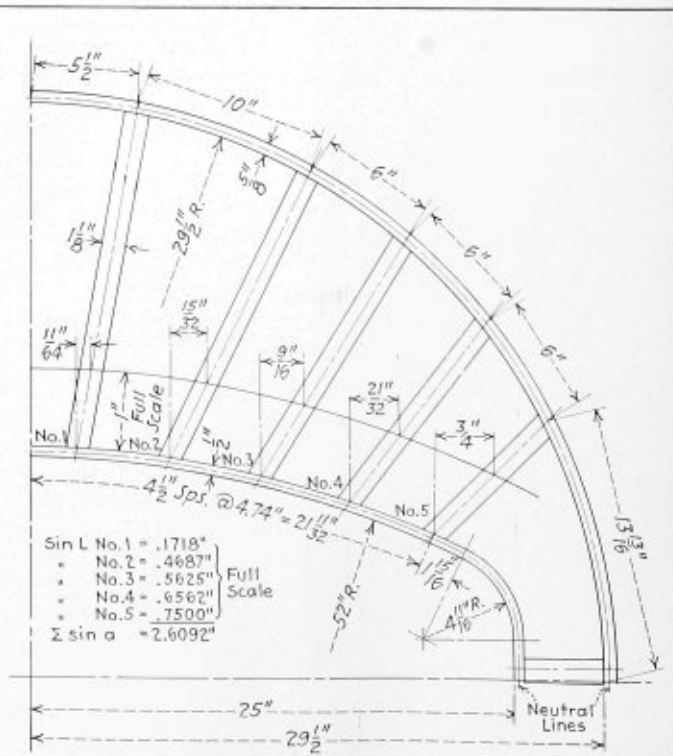 5 1/2"
10"
6"
6"
6"
5/8"
29 1/2" R.
1 1/8"
15/32"
11/64"
9/16"
21/32"
3/4"
1" Full Scale
1/2"
No.1
No.2
No.3
No.4
No.5
4 1/2 Sps. @ 4.74" = 21 11/32"
1 15/16"
13 13/16"
52" R.
4 11/16" R.
Sin L No.1 = .1718"
" No.2 = .4687"
" No.3 = .5625"
" No.4 = .6562"
" No.5 = .7500"
Full Scale
Σ sin a = 2.6092"
Neutral Lines
25"
29 1/2"